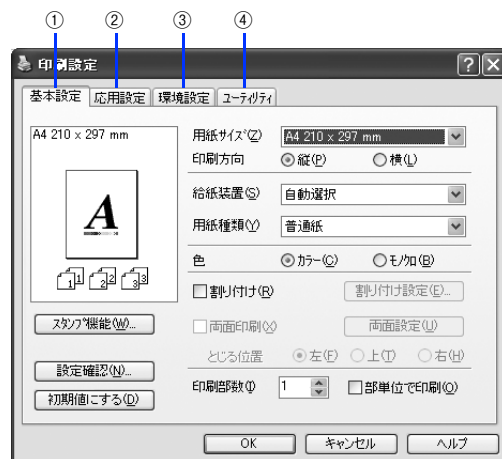 ① ② ③ ④
印刷設定
基本設定 応用設定 環境設定 ユーティリティ
A4 210 x 297 mm
用紙サイズ(Z) A4 210 x 297 mm
印刷方向 縦(P) 横(L)
給紙装置(S) 自動選択
A
用紙種類(Y) 普通紙
色 カラー(C) モノクロ(B)
1 1 2 2 3 3
割り付け(R) 割り付け設定(E)...
スタンプ機能(W)...
両面印刷(X) 両面設定(U)
とじる位置 左(F) 上(T) 右(H)
設定確認(N)...
印刷部数(I) 1 部単位で印刷(O)
初期値にする(D)
OK キャンセル ヘルプ